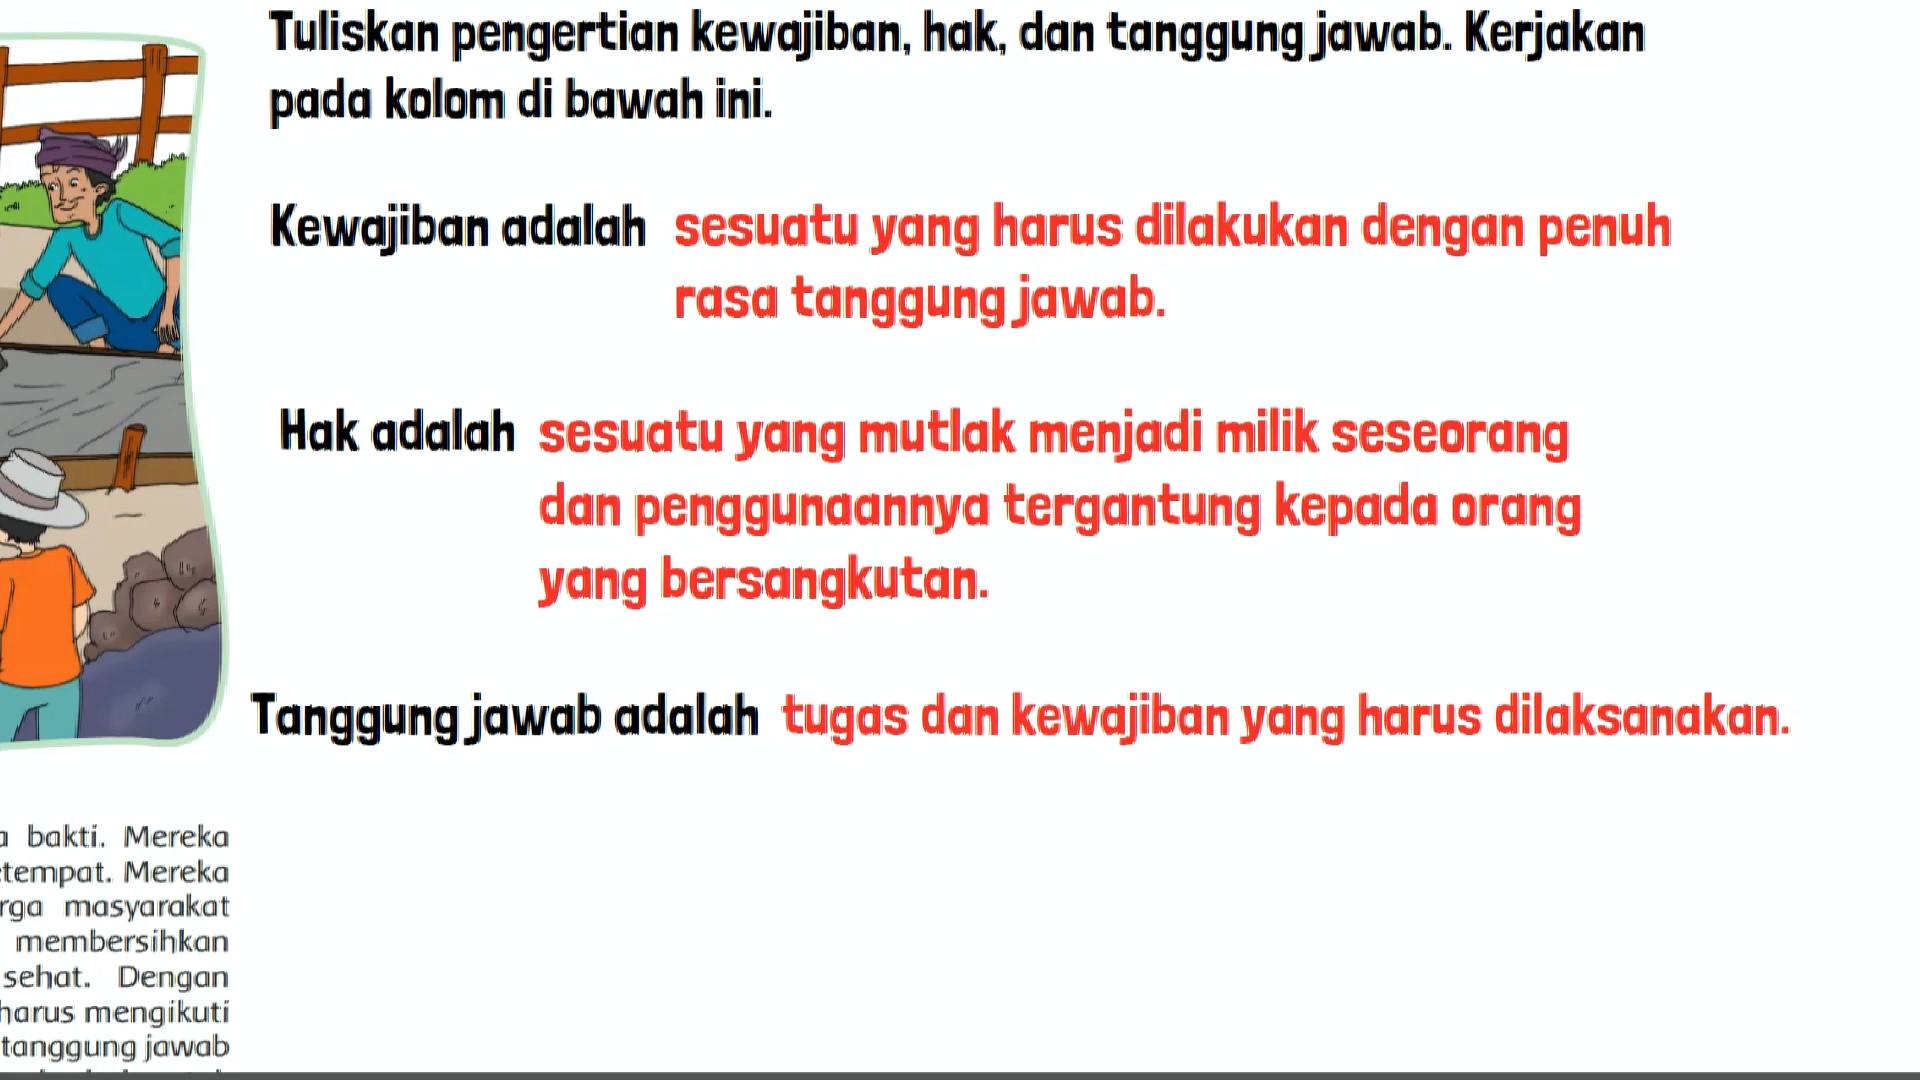 Tuliskan pengertian kewajiban, hak, dan tanggung jawab. Kerjakan
pada kolom di bawah ini.
Kewajiban adalah sesuatu yang harus dilakukan dengan penuh
rasa tanggung jawab.
Hak adalah sesuatu yang mutlak menjadi milik seseorang
dan penggunaannya tergantung kepada orang
yang bersangkutan.
Tanggung jawab adalah tugas dan kewajiban yang harus dilaksanakan.
bakti. Mereka
tempat. Mereka
rga masyarakat
membersihkan
sehat. Dengan
harus mengikuti
tanggung jawab